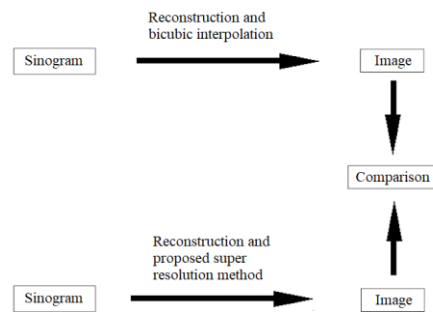 Reconstruction and
bicubic interpolation
Sinogram
Image
Comparison
Reconstruction and
proposed super
resolution method
Sinogram
Image